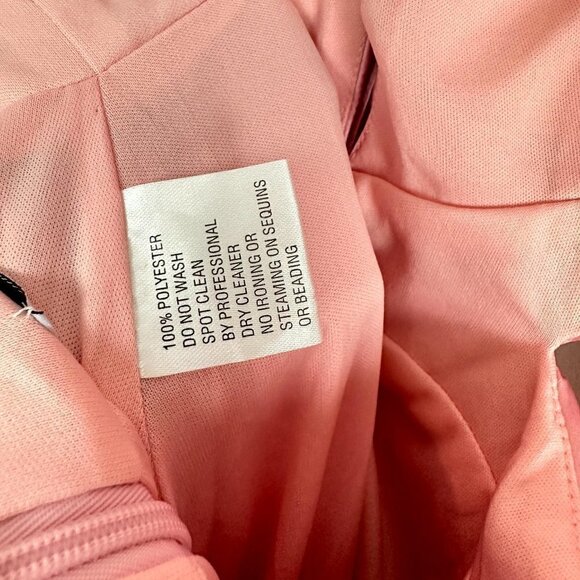 100% POLYESTER
DO NOT WASH
SPOT CLEAN
BY PROFESSIONAL
DRY CLEANER
NO IRONING OR
STEAMING ON SEQUINS
OR BEADING